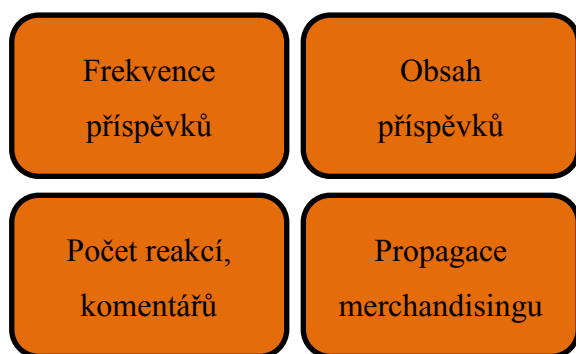 Frekvence
příspěvků
Obsah
příspěvků
Počet reakcí,
komentářů
Propagace
merchandisingu